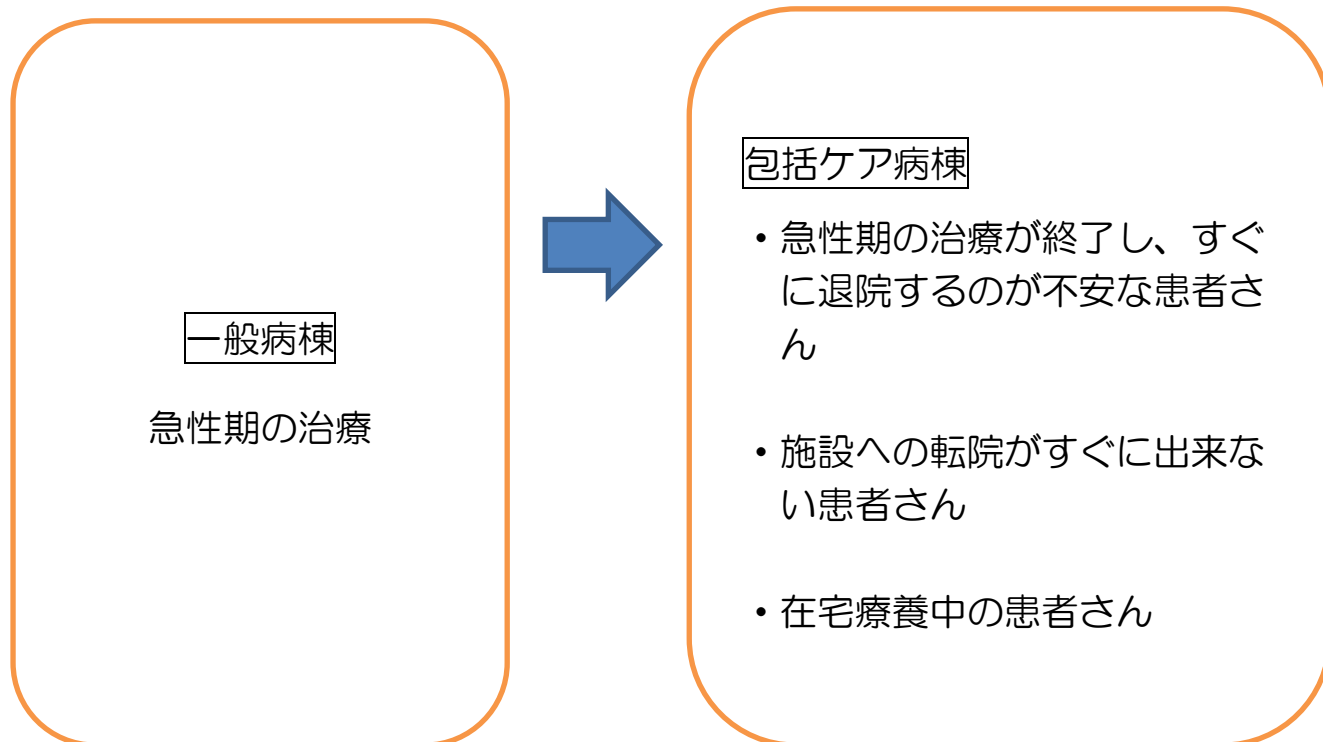 一般病棟
急性期の治療
包括ケア病棟
・急性期の治療が終了し、すぐ
に退院するのが不安な患者さ
ん
・施設への転院がすぐに出来な
い患者さん
・在宅療養中の患者さん